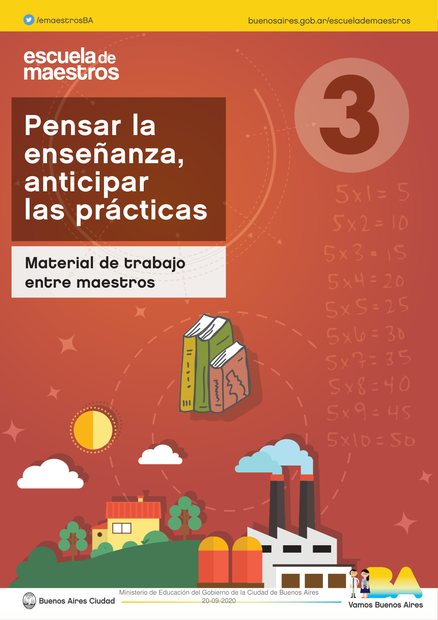 /emaestrosBA
buenosaires.gob.ar/escuelademaestros
escuela de
maestros
3
Pensar la
enseñanza,
anticipar
las prácticas
Material de trabajo
entre maestros
5x1=5
5x2=10
5x3=15
5x4=20
5x5=25
5x6=30
5x7=35
5x8=40
5x9=45
5x10=50
Ministerio de Educación del Gobierno de la Ciudad de Buenos Aires
20-09-2020
Buenos Aires Ciudad
BA
Vamos Buenos Aires